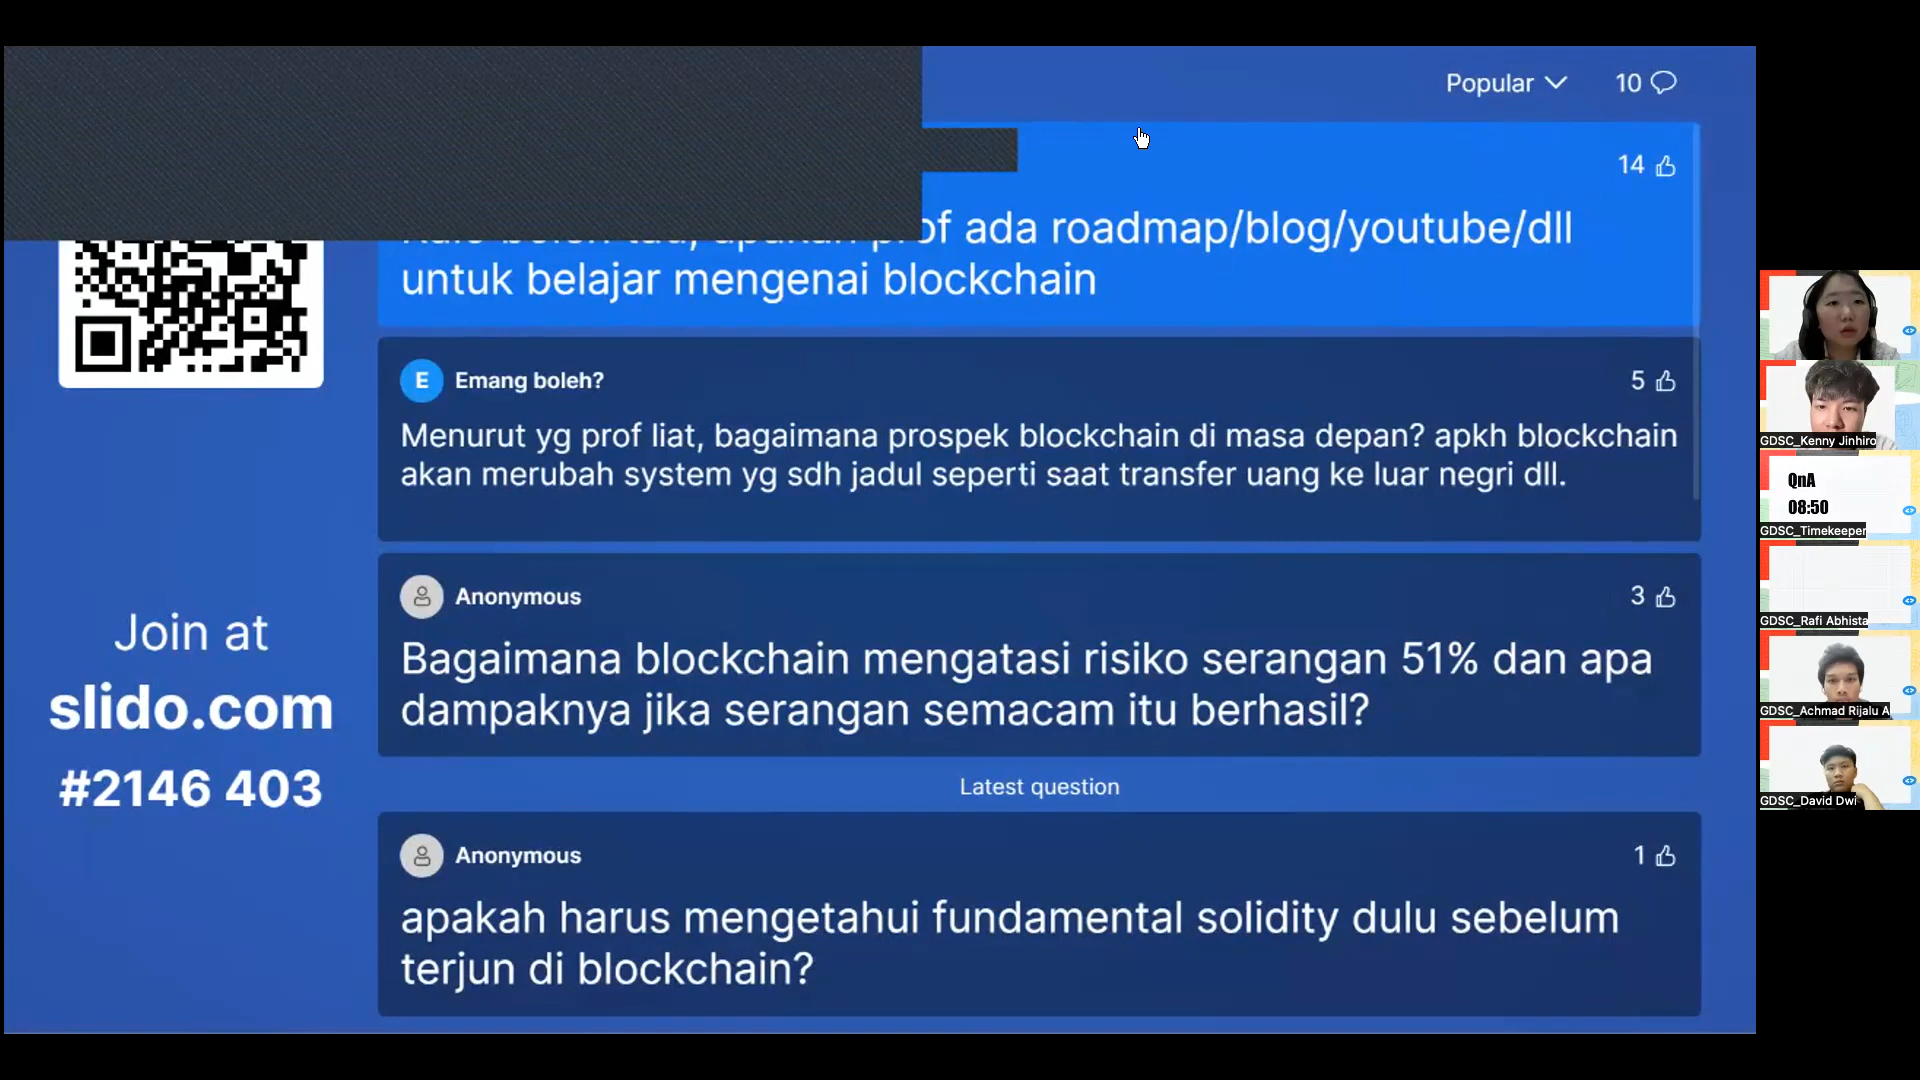 Popular
10
14
of ada roadmap/blog/youtube/dll
untuk belajar mengenai blockchain
E Emang boleh?
5
Menurut yg prof liat, bagaimana prospek blockchain di masa depan? apkh blockchain
akan merubah system yg sdh jadul seperti saat transfer uang ke luar negri dll.
Anonymous
3
Bagaimana blockchain mengatasi risiko serangan 51% dan apa
dampaknya jika serangan semacam itu berhasil?
Latest question
Anonymous
1
apakah harus mengetahui fundamental solidity dulu sebelum
terjun di blockchain?
Join at
slido.com
#2146 403
GDSC_Kenny Jinhiro
QnA
08:50
GDSC_Timekeeper
GDSC_Rafi Abhista
GDSC_Achmad Rijalu A
GDSC_David Dwi